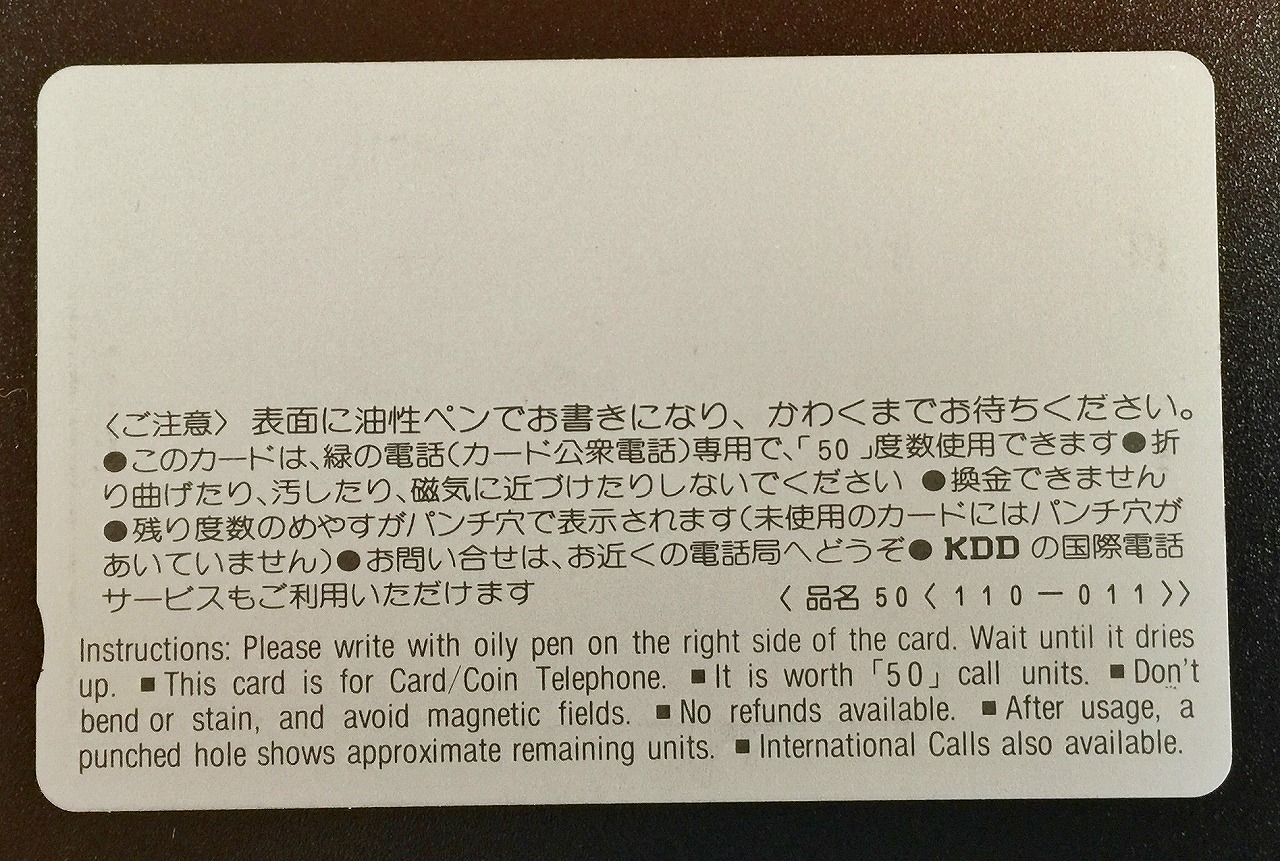 〈ご注意〉 表面に油性ペンでお書きになり、かわくまでお待ちください。
●このカードは、緑の電話(カード公衆電話)専用で、「50」度数使用できます●折
り曲げたり、汚したり、磁気に近づけたりしないでください ●換金できません
●残り度数のめやすがパンチ穴で表示されます(未使用のカードにはパンチ穴が
あいていません)●お問い合せは、お近くの電話局へどうぞ● KDD の国際電話
サービスもご利用いただけます 〈 品名 50〈 110－011〉〉
Instructions: Please write with oily pen on the right side of the card. Wait until it dries
up. ■This card is for Card/Coin Telephone. ■It is worth「50」call units. ■Don't
bend or stain, and avoid magnetic fields. ■No refunds available. ■After usage, a
punched hole shows approximate remaining units. ■International Calls also available.